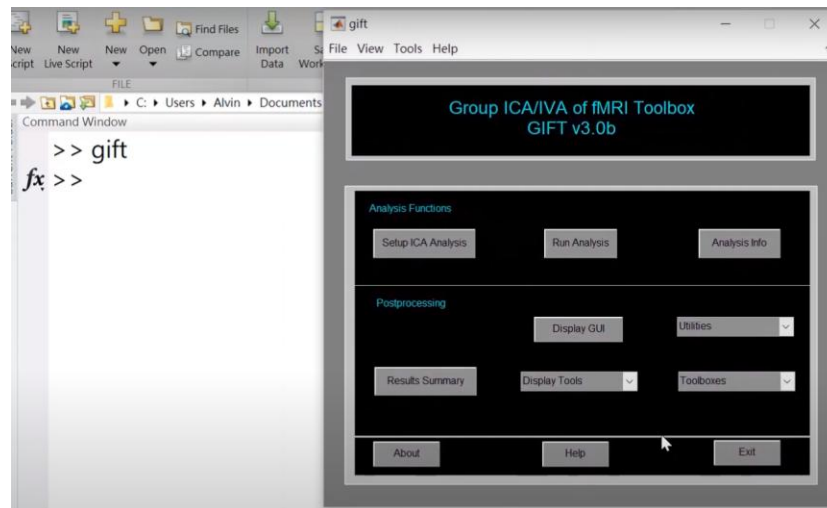 Find Files
New Script
New Live Script
New
Open
Compare
Import Data
FILE
C: ▸ Users ▸ Alvin ▸ Documents
Command Window
>> gift
fx >>
gift
File View Tools Help
Group ICA/IVA of fMRI Toolbox
GIFT v3.0b
Analysis Functions
Setup ICA Analysis Run Analysis Analysis Info
Postprocessing
Display GUI Utilities
Results Summary Display Tools Toolboxes
About Help Exit